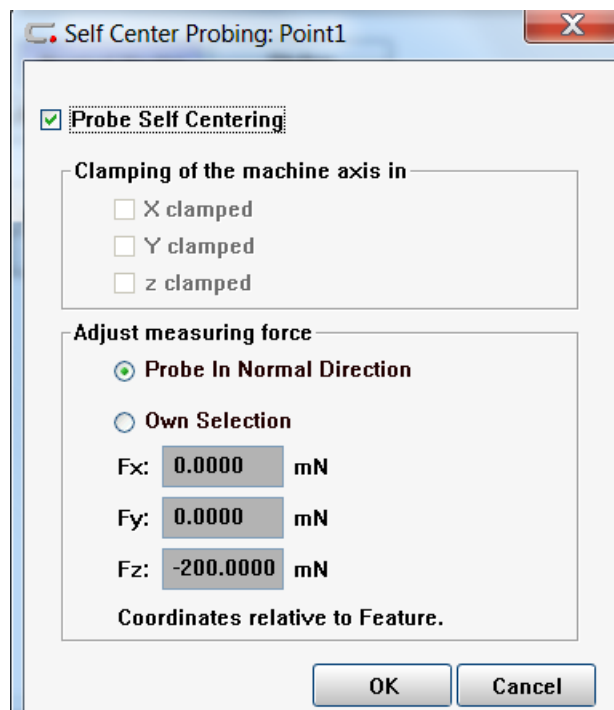 Self Center Probing: Point1
Probe Self Centering
Clamping of the machine axis in
X clamped
Y clamped
z clamped
Adjust measuring force
Probe In Normal Direction
Own Selection
Fx: 0.0000 mN
Fy: 0.0000 mN
Fz: -200.0000 mN
Coordinates relative to Feature.
OK Cancel